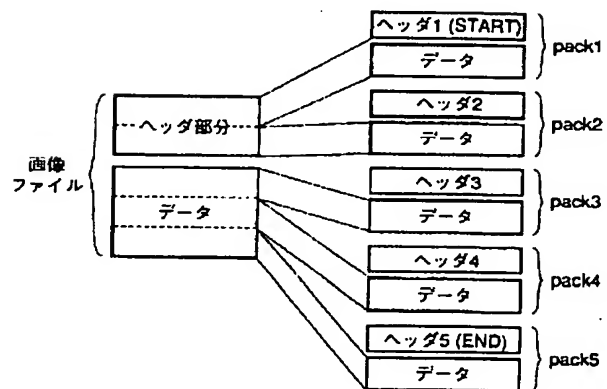 画像
ファイル
ヘッダ部分
データ
ヘッダ1 (START)
データ
pack1
ヘッダ2
データ
pack2
ヘッダ3
データ
pack3
ヘッダ4
データ
pack4
ヘッダ5 (END)
データ
pack5